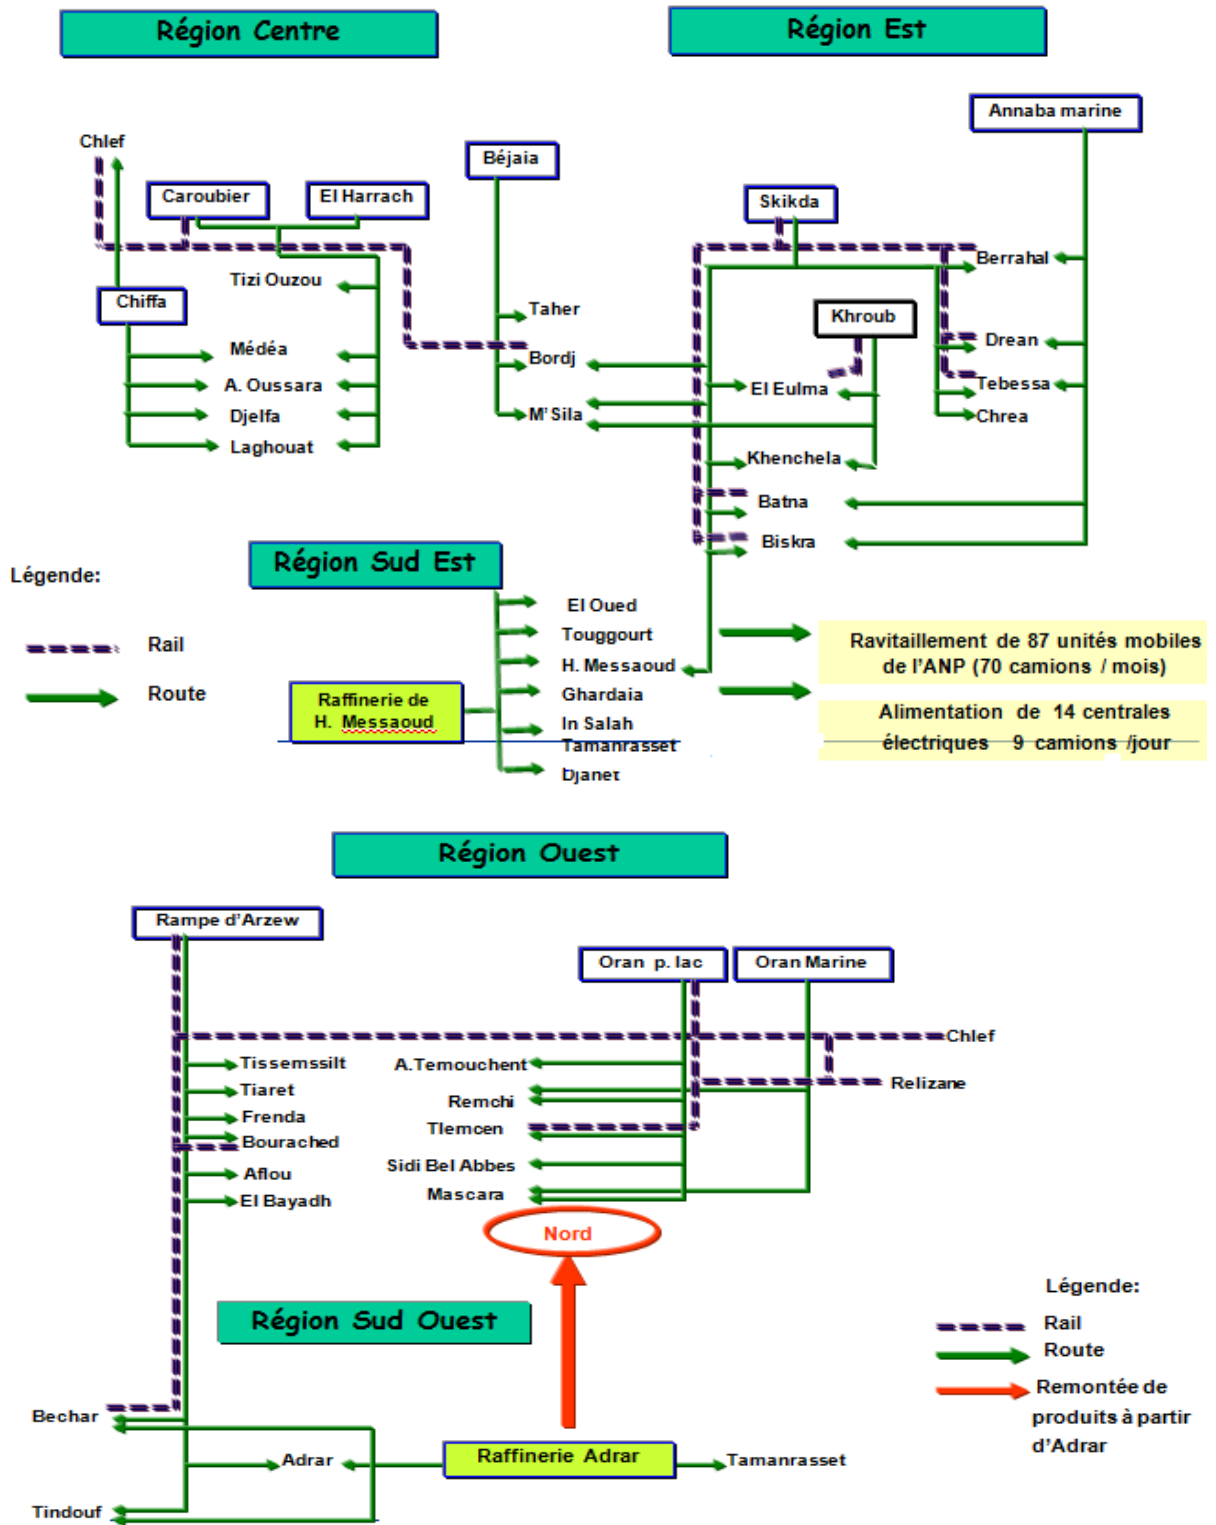 Région Centre
Région Est
Annaba marine
Chlef
Béjaia
Caroubier
El Harrach
Skikda
Berrahal
Tizi Ouzou
Chiffa
Taher
Khroub
Médéa
Bordj
Drean
A. Oussara
El Eulma
Tebessa
Djelfa
M' Sila
Chrea
Laghouat
Khenchela
Batna
Biskra
Région Sud Est
Légende:
Rail
Route
El Oued
Touggourt
H. Messaoud
Ghardaia
In Salah
Tamanrasset
Djanet
Raffinerie de
H. Messaoud
Ravitaillement de 87 unités mobiles
de l'ANP (70 camions / mois)
Alimentation de 14 centrales
électriques 9 camions /jour
Région Ouest
Rampe d'Arzew
Oran p. lac
Oran Marine
Chlef
Tissemssilt
A.Temouchent
Relizane
Tiaret
Remchi
Frenda
Tlemcen
Bourached
Sidi Bel Abbes
Aflou
Mascara
El Bayadh
Nord
Région Sud Ouest
Légende:
Rail
Route
Remontée de
produits à partir
d'Adrar
Bechar
Adrar
Raffinerie Adrar
Tamanrasset
Tindouf